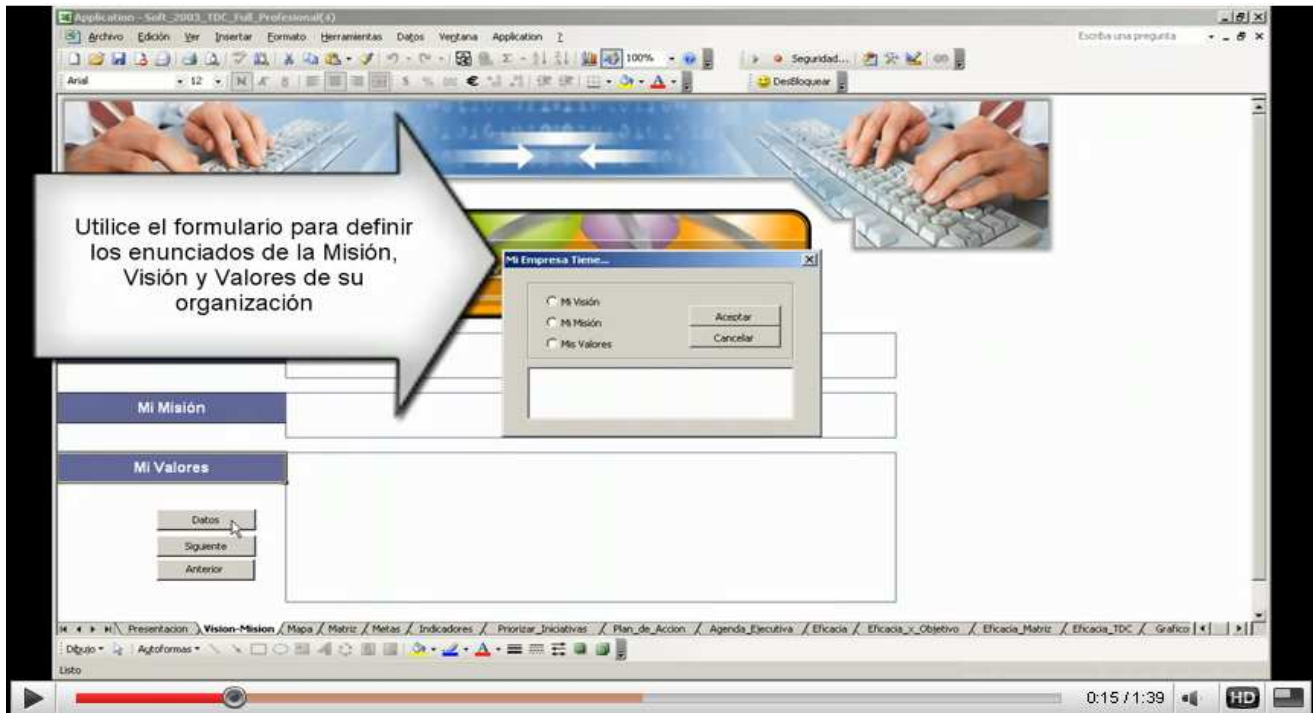 Application - Soft_2003_TDC_Full_Profesional(4)
Archivo Edición Ver Insertar Formato Herramientas Datos Ventana Application ?
Escriba una pregunta
100%
Seguridad...
Arial 12 N K S
DesBloquear
Utilice el formulario para definir
los enunciados de la Misión,
Visión y Valores de su
organización
Mi Empresa Tiene...
Mi Visión
Mi Misión
Mis Valores
Aceptar
Cancelar
Mi Misión
Mi Valores
Datos
Siguiente
Anterior
Presentacion Vision-Mision Mapa Matriz Metas Indicadores Priorizar_Iniciativas Plan_de_Accion Agenda_Ejecutiva Eficacia Eficacia_x_Objetivo Eficacia_Matriz Eficacia_TDC Grafico
Dibujo Autoformas
Listo
0:15 / 1:39
HD